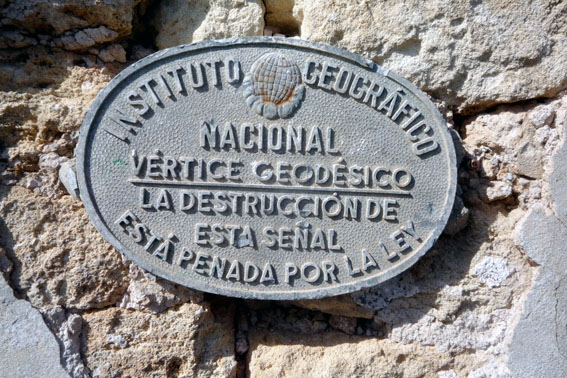 INSTITUTO GEOGRÁFICO
NACIONAL
VÉRTICE GEODÉSICO
LA DESTRUCCIÓN DE
ESTA SEÑAL
ESTÁ PENADA POR LA LEY